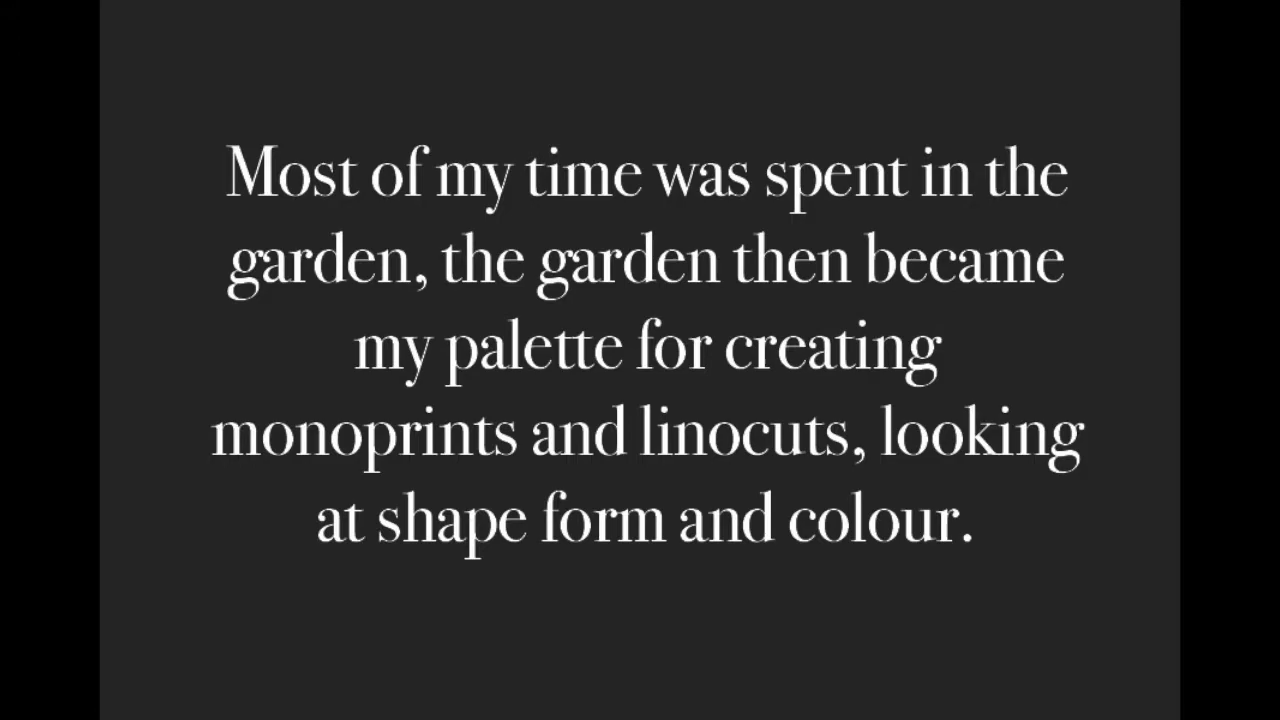 Most of my time was spent in the
garden, the garden then became
my palette for creating
monoprints and linocuts, looking
at shape form and colour.